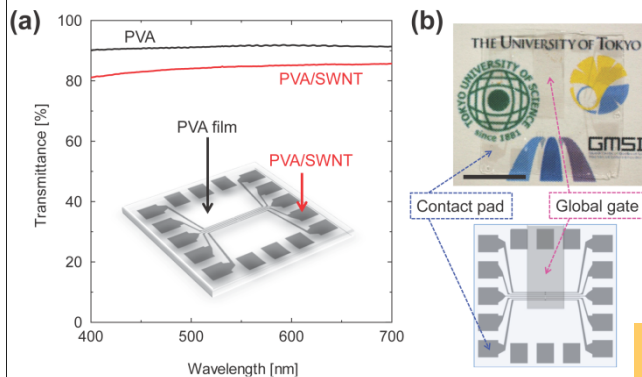 (a)
PVA
PVA/SWNT
PVA film
PVA/SWNT
Transmittance [%]
100
80
60
40
20
0
400
500
600
700
Wavelength [nm]
(b)
THE UNIVERSITY OF TOKYO
TOKYO UNIVERSITY OF SCIENCE
since 1881
GMSI
Contact pad
Global gate